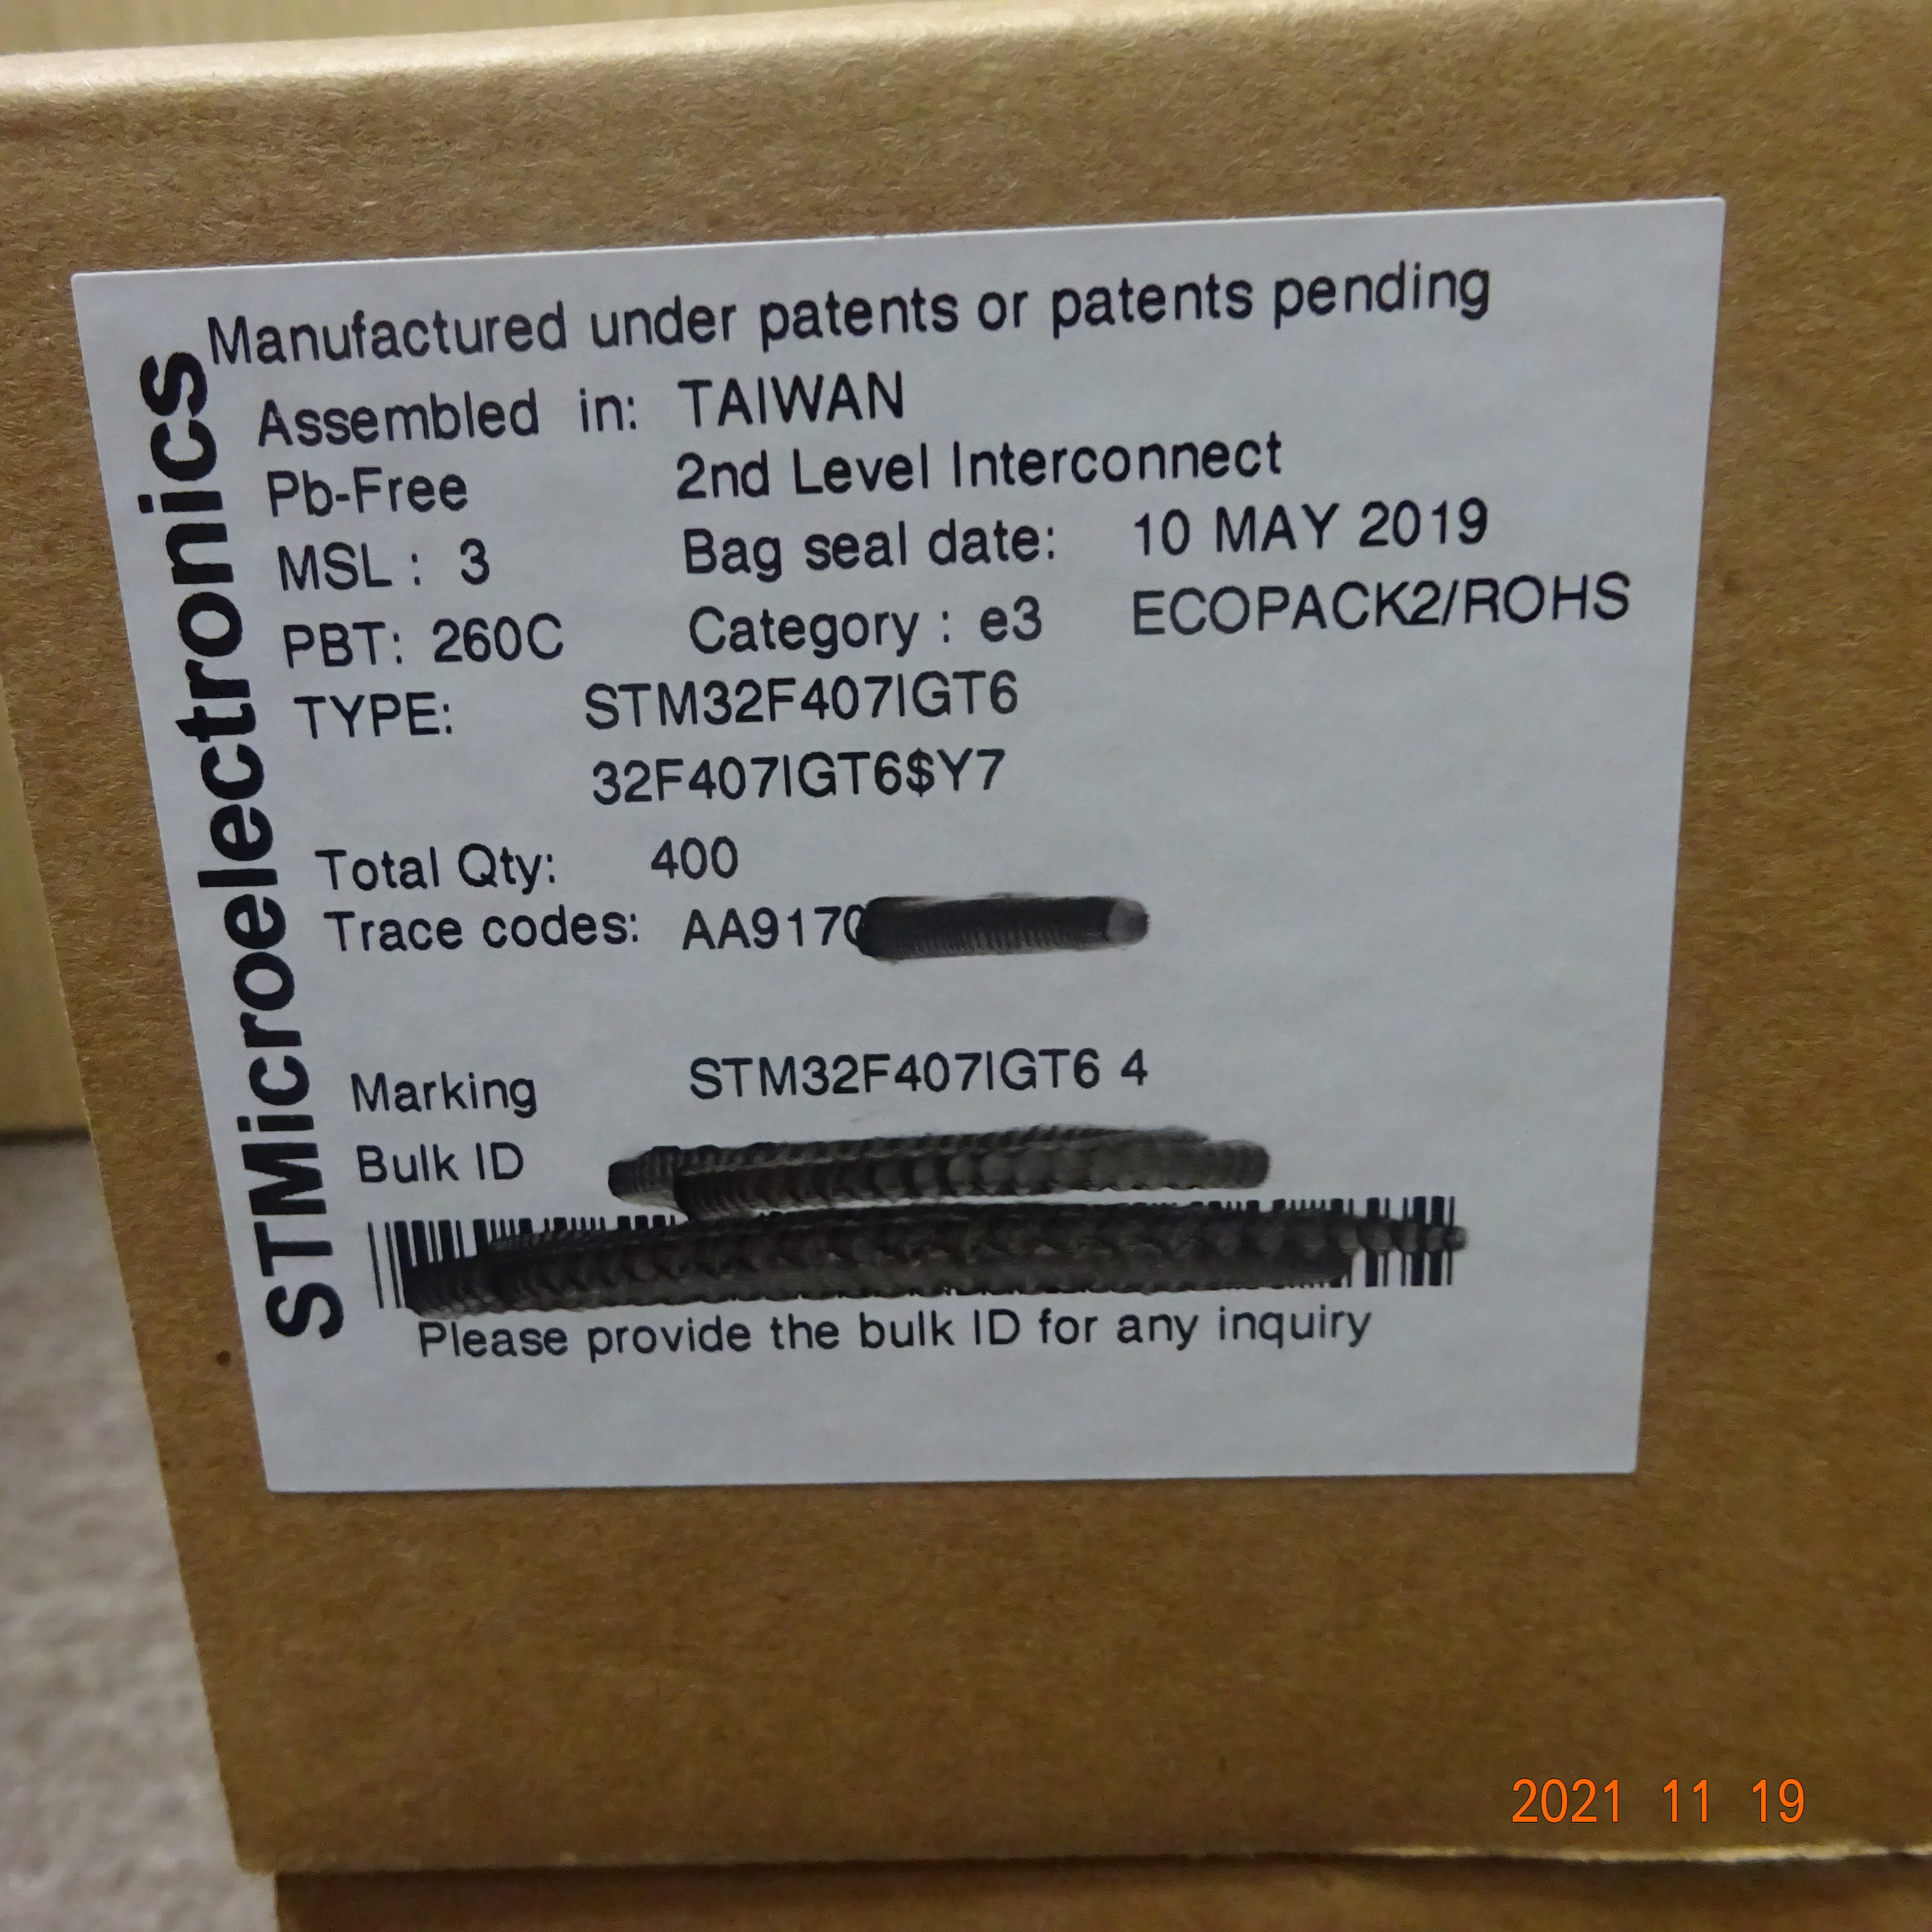 STMicroelectronics
Manufactured under patents or patents pending
Assembled in: TAIWAN
Pb-Free 2nd Level Interconnect
MSL : 3 Bag seal date: 10 MAY 2019
PBT: 260C Category : e3 ECOPACK2/ROHS
TYPE: STM32F407IGT6
32F407IGT6$Y7
Total Qty: 400
Trace codes: AA9170
Marking STM32F407IGT6 4
Bulk ID
Please provide the bulk ID for any inquiry
2021 11 19